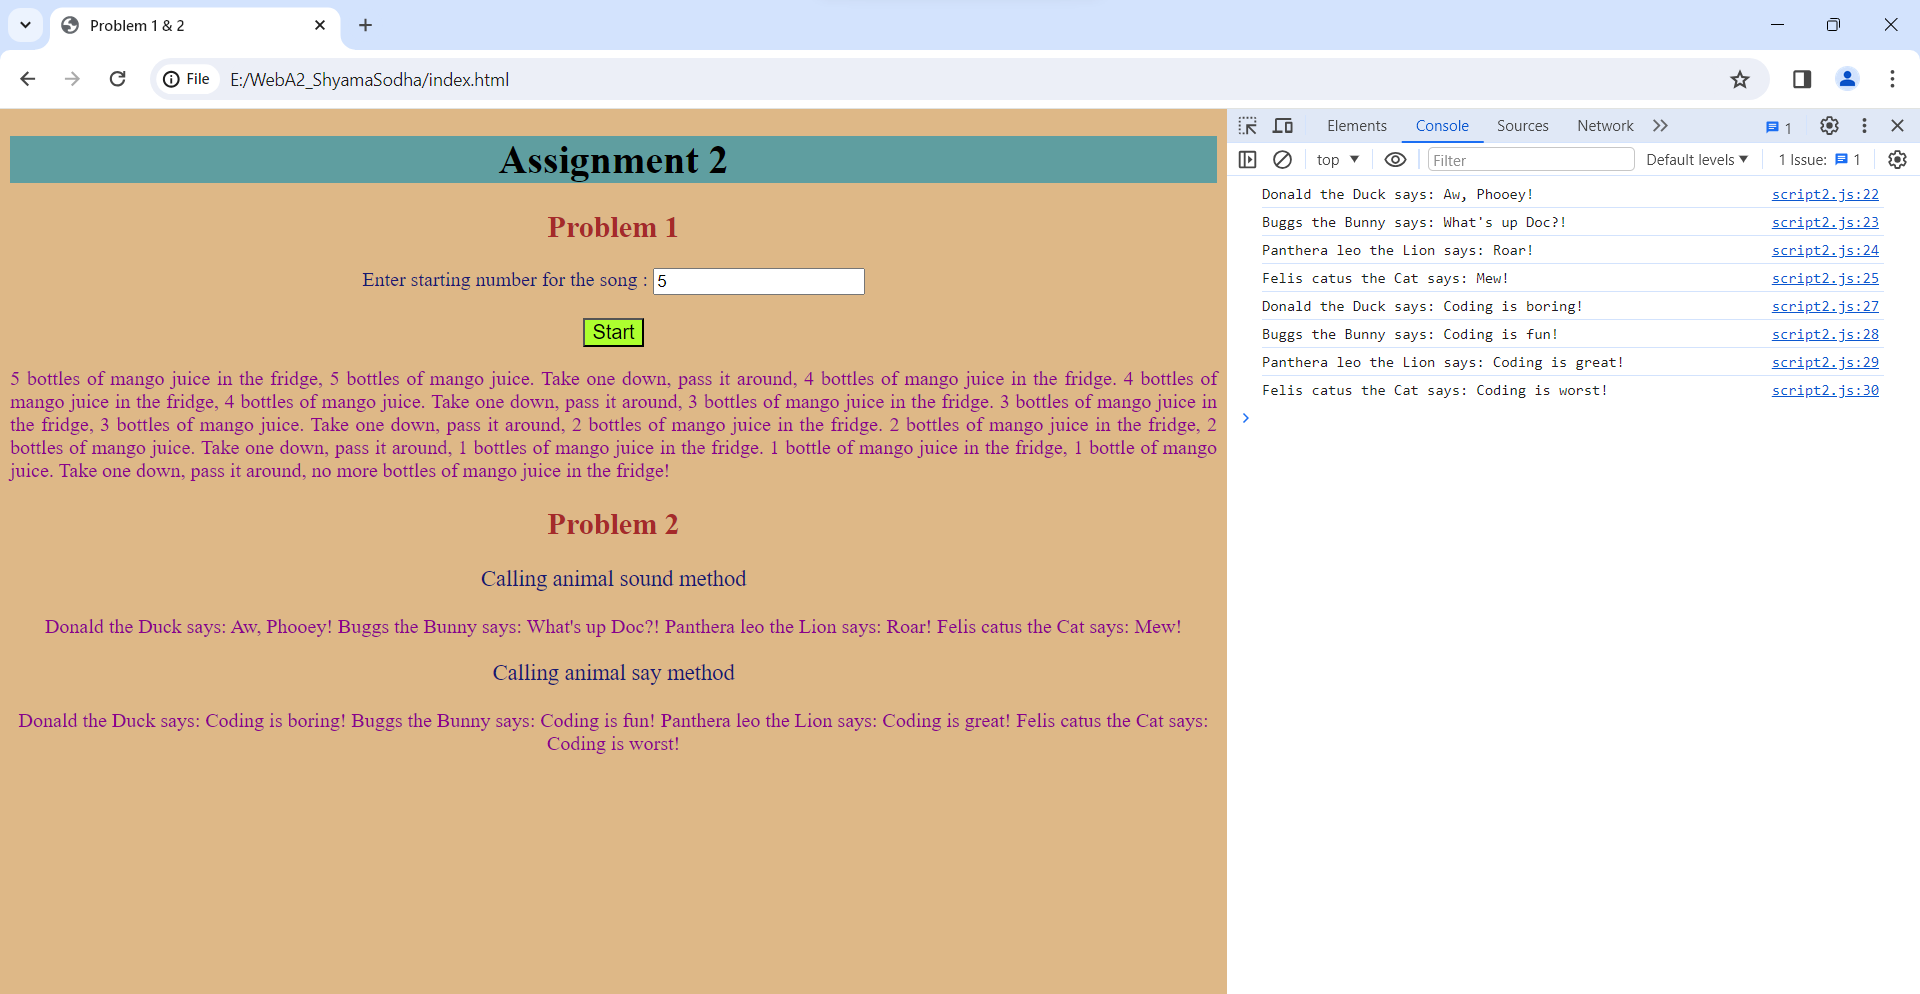 Problem 1 & 2
File
E:/WebA2_ShyamaSodha/index.html
Assignment 2
Problem 1
Enter starting number for the song : 5
Start
5 bottles of mango juice in the fridge, 5 bottles of mango juice. Take one down, pass it around, 4 bottles of mango juice in the fridge. 4 bottles of
mango juice in the fridge, 4 bottles of mango juice. Take one down, pass it around, 3 bottles of mango juice in the fridge. 3 bottles of mango juice in
the fridge, 3 bottles of mango juice. Take one down, pass it around, 2 bottles of mango juice in the fridge. 2 bottles of mango juice in the fridge, 2
bottles of mango juice. Take one down, pass it around, 1 bottles of mango juice in the fridge. 1 bottle of mango juice in the fridge, 1 bottle of mango
juice. Take one down, pass it around, no more bottles of mango juice in the fridge!
Problem 2
Calling animal sound method
Donald the Duck says: Aw, Phooey! Buggs the Bunny says: What's up Doc?! Panthera leo the Lion says: Roar! Felis catus the Cat says: Mew!
Calling animal say method
Donald the Duck says: Coding is boring! Buggs the Bunny says: Coding is fun! Panthera leo the Lion says: Coding is great! Felis catus the Cat says:
Coding is worst!
Elements Console Sources Network 1
top Filter Default levels 1 Issue: 1
Donald the Duck says: Aw, Phooey! script2.js:22
Buggs the Bunny says: What's up Doc?! script2.js:23
Panthera leo the Lion says: Roar! script2.js:24
Felis catus the Cat says: Mew! script2.js:25
Donald the Duck says: Coding is boring! script2.js:27
Buggs the Bunny says: Coding is fun! script2.js:28
Panthera leo the Lion says: Coding is great! script2.js:29
Felis catus the Cat says: Coding is worst! script2.js:30